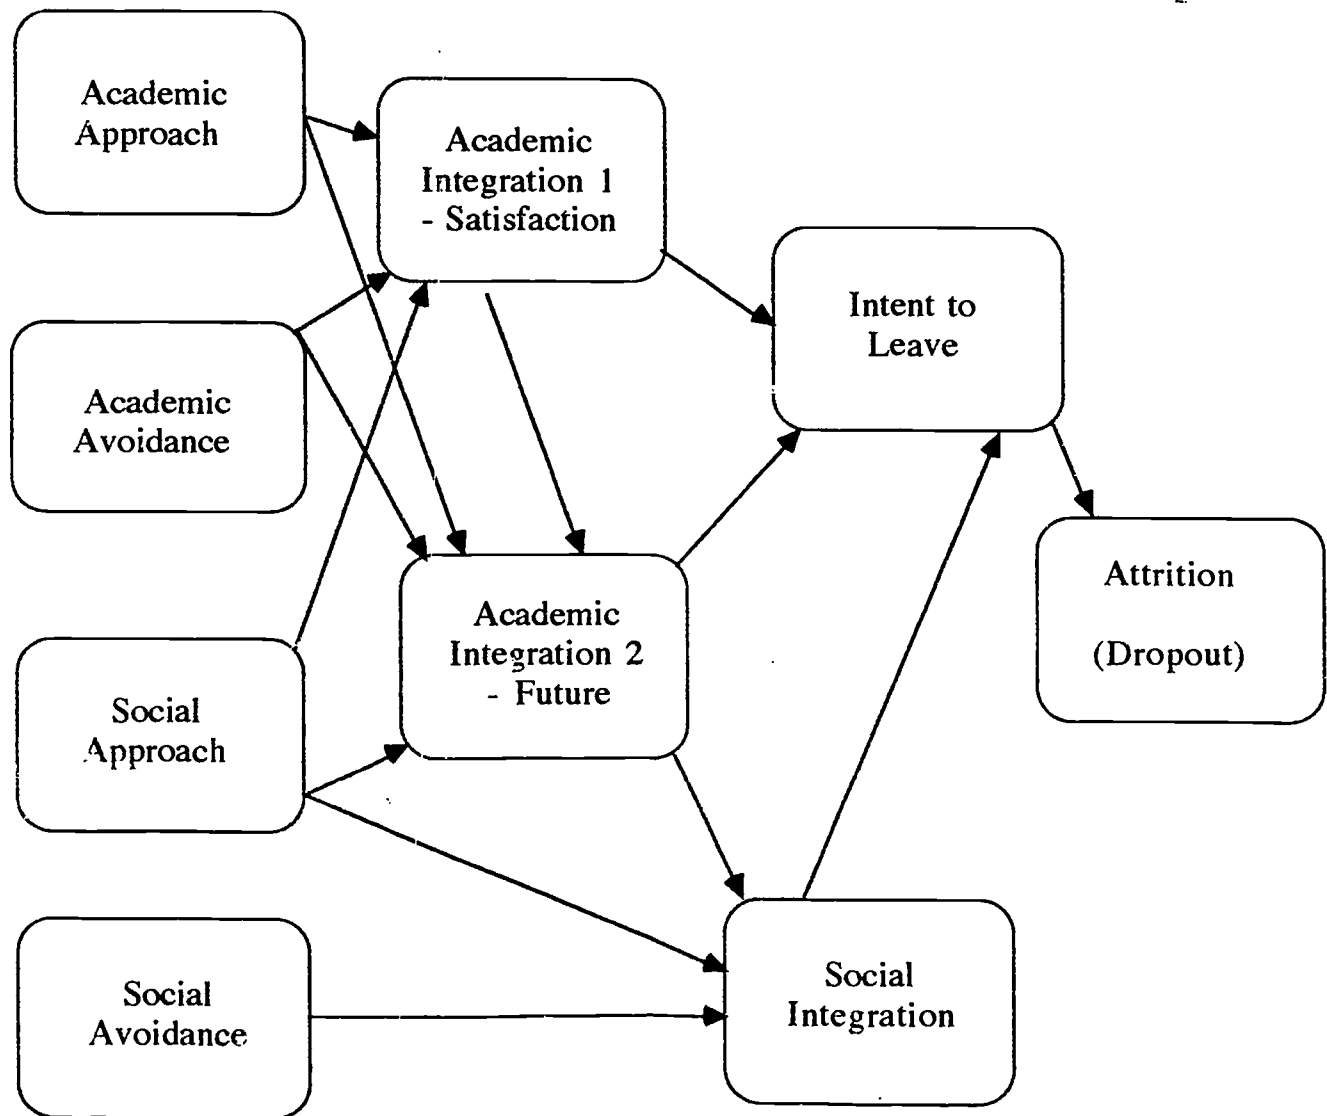 Academic
Approach
Academic
Integration 1
- Satisfaction
Intent to
Leave
Academic
Avoidance
Attrition
(Dropout)
Academic
Integration 2
- Future
Social
Approach
Social
Integration
Social
Avoidance